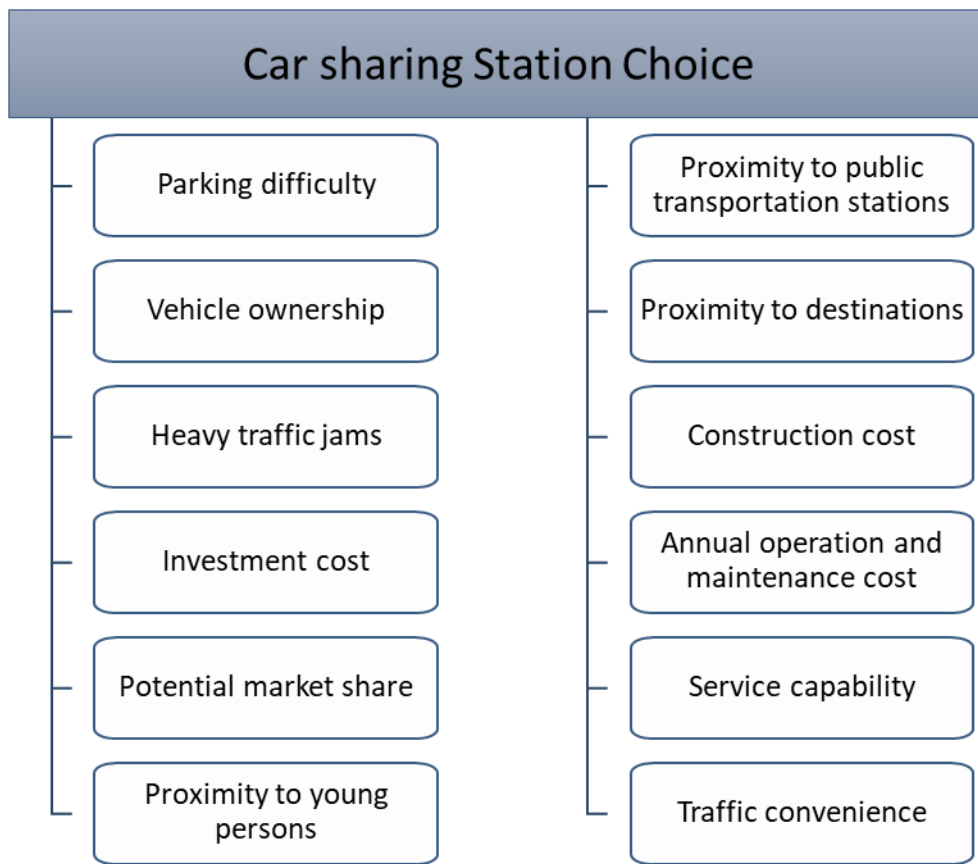 Car sharing Station Choice
Parking difficulty
Vehicle ownership
Heavy traffic jams
Investment cost
Potential market share
Proximity to young
persons
Proximity to public
transportation stations
Proximity to destinations
Construction cost
Annual operation and
maintenance cost
Service capability
Traffic convenience